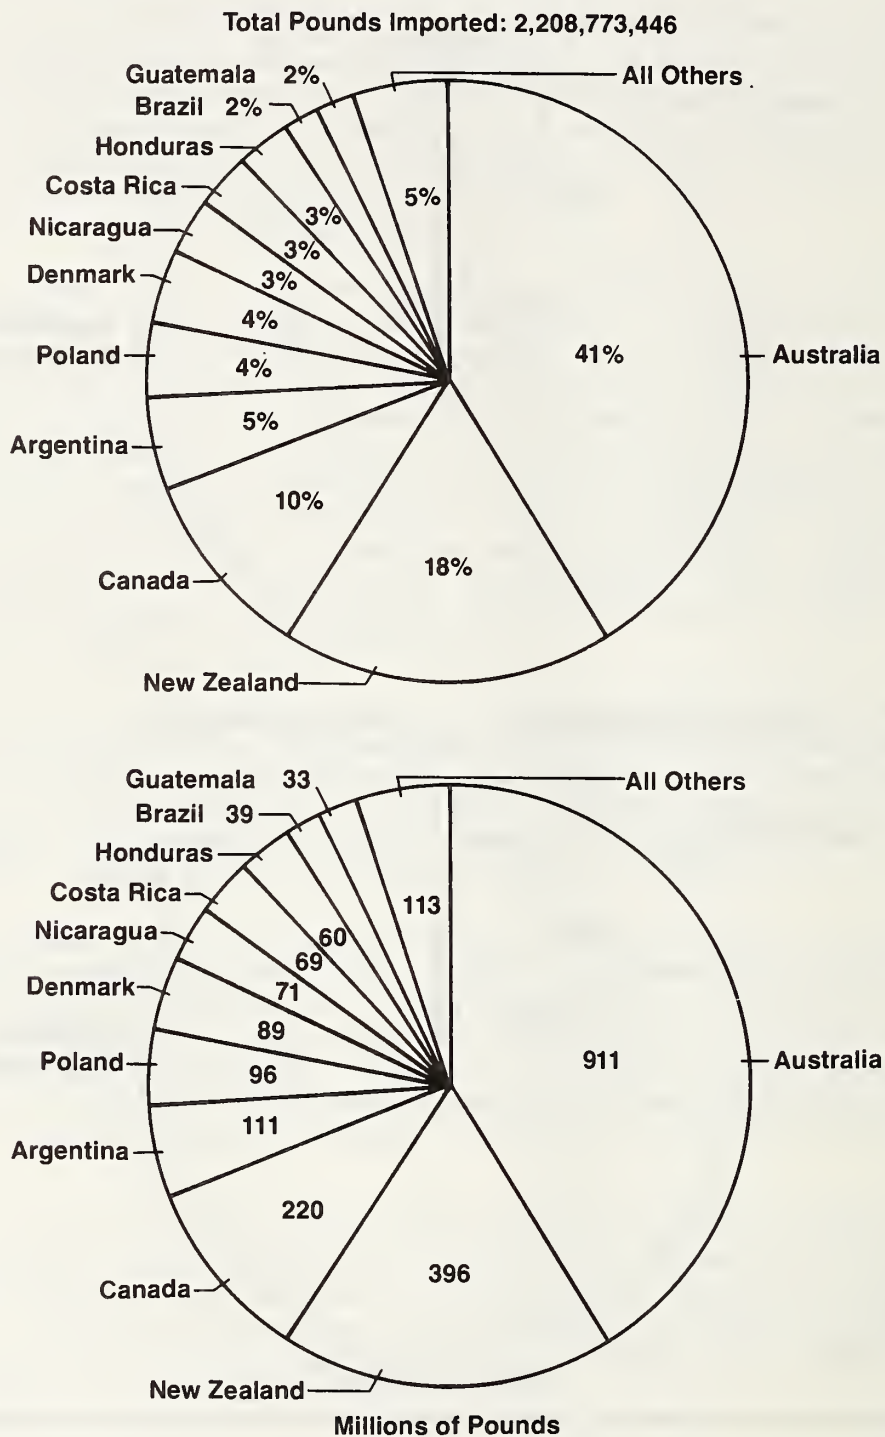 Total Pounds Imported: 2,208,773,446
Guatemala 2%
All Others
Brazil 2%
Honduras
Costa Rica
5%
3%
Nicaragua
3%
Denmark
3%
4%
Poland
4%
41%
Australia
Argentina
5%
10%
18%
Canada
New Zealand
Guatemala 33
All Others
Brazil 39
Honduras
Costa Rica
113
Nicaragua
60
69
Denmark
71
89
Poland
96
911
Australia
Argentina
111
220
396
Canada
New Zealand
Millions of Pounds